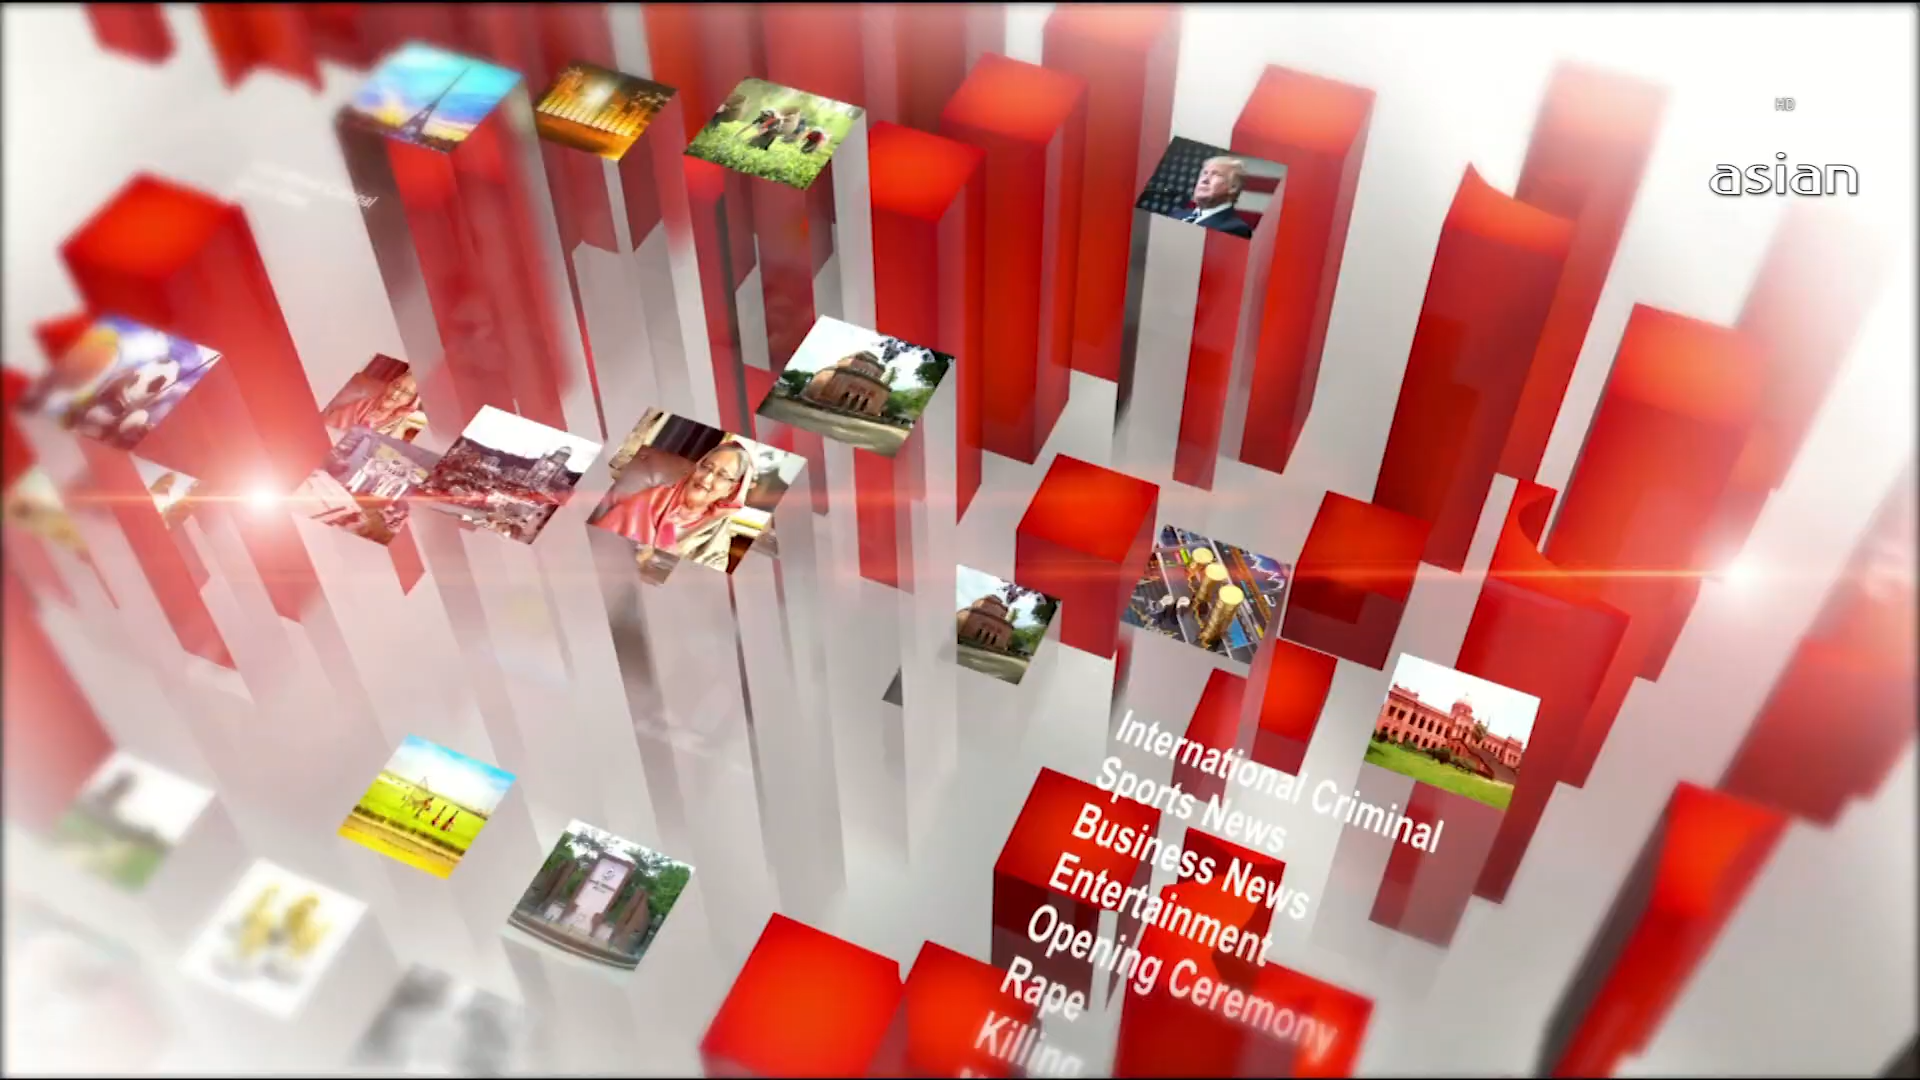 HD
asian
International Criminal
Sports News
Business News
Entertainment
Opening Ceremony
Rape
Killing